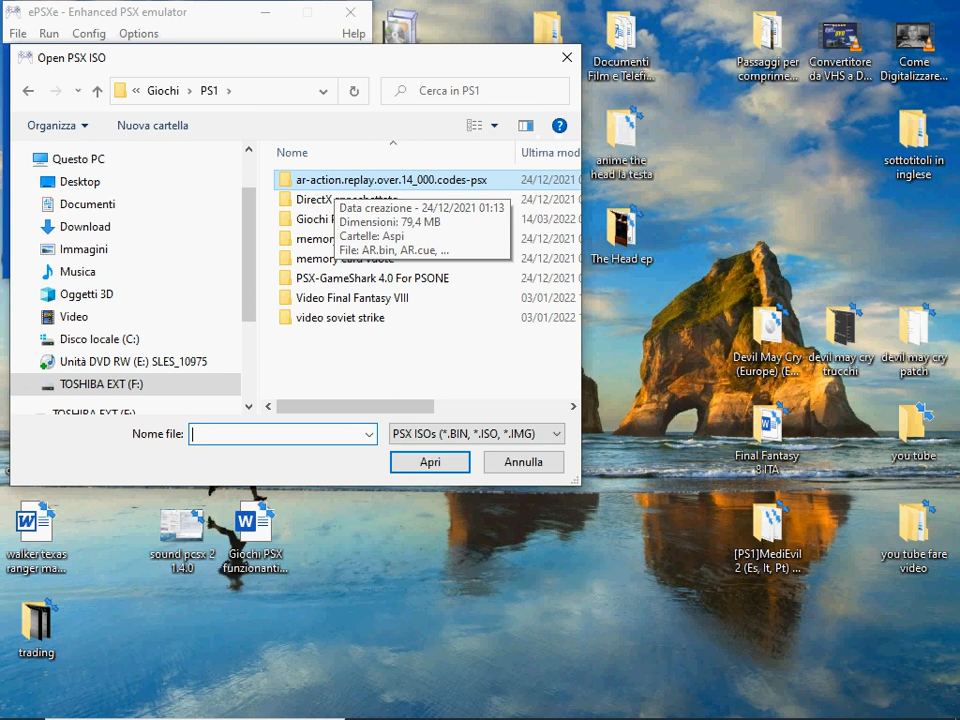 ePSXe - Enhanced PSX emulator
File Run Config Options Help
Open PSX ISO
« Giochi › PS1 ›
Cerca in PS1
Organizza
Nuova cartella
Questo PC
Desktop
Documenti
Download
Immagini
Musica
Oggetti 3D
Video
Disco locale (C:)
Unità DVD RW (E:) SLES_10975
TOSHIBA EXT (F:)
TOSHIBA EXT (F:)
Nome Ultima mod
ar-action.replay.over.14_000.codes-psx 24/12/2021 0
DirectX 24/12/2021 0
Giochi 14/03/2022
memory 24/12/2021 0
memory card vuote 24/12/2021 0
PSX-GameShark 4.0 For PSONE 24/12/2021 0
Video Final Fantasy VIII 03/01/2022
video soviet strike 03/01/2022
Data creazione - 24/12/2021 01:13
Dimensioni: 79,4 MB
Cartelle: Aspi
File: AR.bin, AR.cue, ...
Nome file:
PSX ISOs (*.BIN, *.ISO, *.IMG)
Apri
Annulla
Documenti
Film e Telefi...
Passaggi per
comprime...
Convertitore
da VHS a D...
Come
Digitalizzare...
anime the
head la testa
sottotitoli in
inglese
The Head ep
Devil May Cry
(Europe) (E...
devil may cry
trucchi
devil may cry
patch
Final Fantasy
8 ITA
you tube
walker texas
ranger ma...
sound pcsx 2
1.4.0
Giochi PSX
funzionanti...
[PS1]MediEvil
2 (Es, It, Pt) ...
you tube fare
video
trading